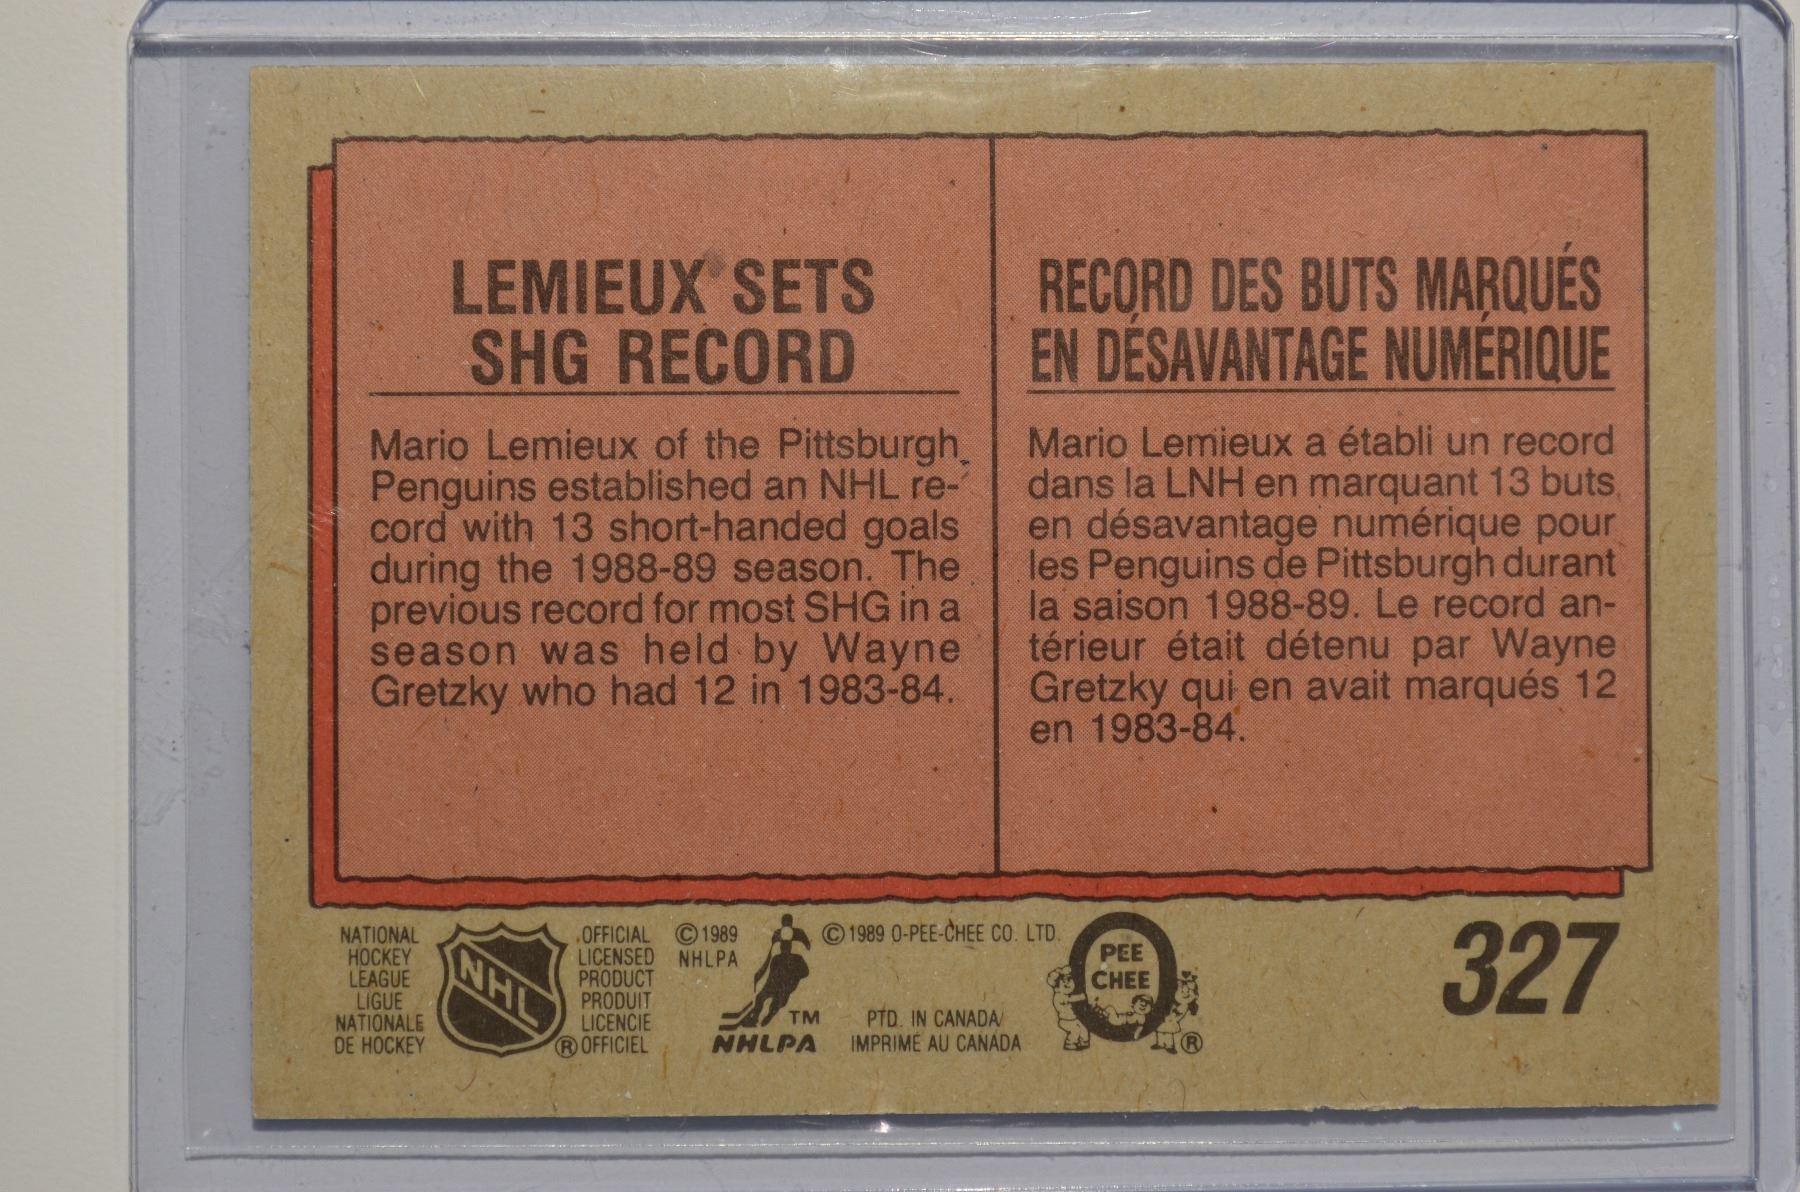 LEMIEUX SETS
SHG RECORD
Mario Lemieux of the Pittsburgh
Penguins established an NHL re-
cord with 13 short-handed goals
during the 1988-89 season. The
previous record for most SHG in a
season was held by Wayne
Gretzky who had 12 in 1983-84.
RECORD DES BUTS MARQUÉS
EN DÉSAVANTAGE NUMÉRIQUE
Mario Lemieux a établi un record
dans la LNH en marquant 13 buts
en désavantage numérique pour
les Penguins de Pittsburgh durant
la saison 1988-89. Le record an-
térieur était détenu par Wayne
Gretzky qui en avait marqués 12
en 1983-84.
NATIONAL
HOCKEY
LEAGUE
LIGUE
NATIONALE
DE HOCKEY
NHL
OFFICIAL
LICENSED
PRODUCT
PRODUIT
LICENCIE
® OFFICIEL
© 1989
NHLPA
TM
NHLPA
© 1989 O-PEE-CHEE CO. LTD.
PTD. IN CANADA/
IMPRIMÉ AU CANADA
PEE
CHEE
®
327